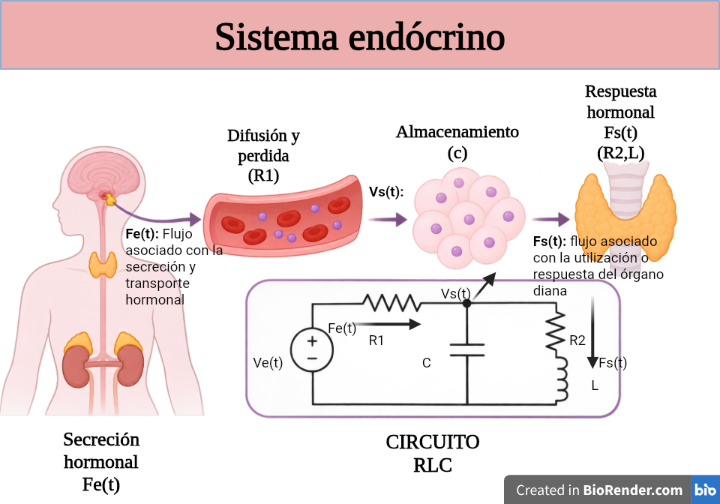 Sistema endócrino
Respuesta
hormonal
Fs(t)
(R2,L)
Difusión y
perdida
(R1)
Almacenamiento
(c)
Vs(t):
Fe(t): Flujo
asociado con la
secreción y
transporte
hormonal
Fs(t): flujo asociado
con la utilización o
respuesta del órgano
diana
Vs(t)
Fe(t)
R1
R2
Ve(t)
C
Fs(t)
L
Secreción
hormonal
Fe(t)
CIRCUITO
RLC
Created in BioRender.com bio